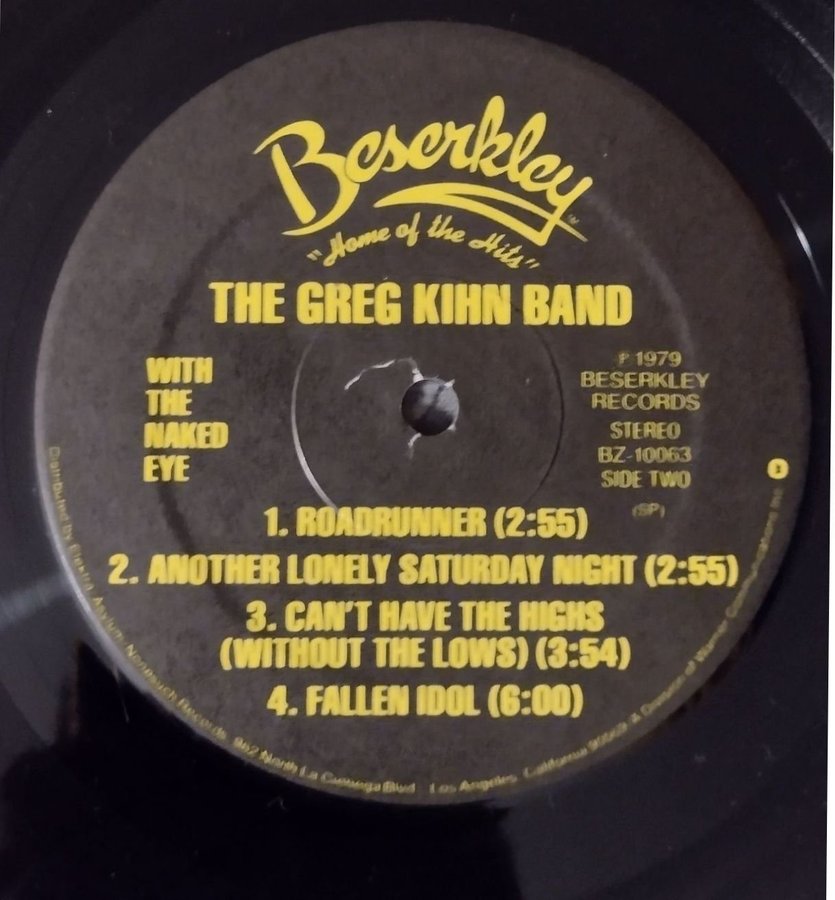 Beserkley
"Home of the Hits"
THE GREG KIHN BAND
WITH
THE
NAKED
EYE
℗ 1979
BESERKLEY
RECORDS
STEREO
BZ-10063
SIDE TWO
(SP)
1. ROADRUNNER (2:55)
2. ANOTHER LONELY SATURDAY NIGHT (2:55)
3. CAN'T HAVE THE HIGHS
(WITHOUT THE LOWS) (3:54)
4. FALLEN IDOL (6:00)
Distributed by Elektra, Asylum, Nonesuch Records, 962 North La Cienega Blvd., Los Angeles, California 90069 A Division of Warner Communications Inc.